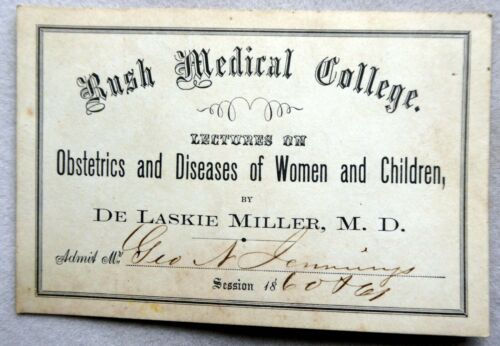 Rush Medical College.
LECTURES ON
Obstetrics and Diseases of Women and Children,
BY
DE LASKIE MILLER, M. D.
Admit Mr. Geo N. Jennings
Session 1860 & 61